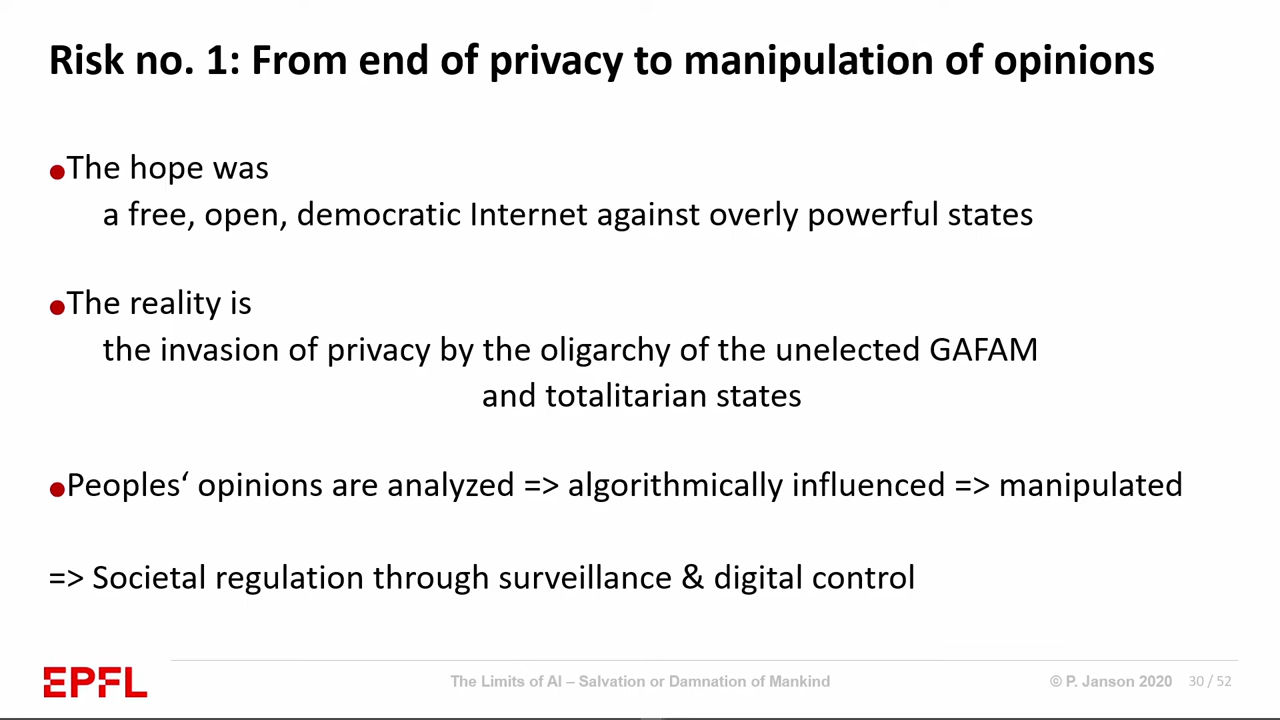 Risk no. 1: From end of privacy to manipulation of opinions
●The hope was
a free, open, democratic Internet against overly powerful states
●The reality is
the invasion of privacy by the oligarchy of the unelected GAFAM
and totalitarian states
●Peoples‘ opinions are analyzed => algorithmically influenced => manipulated
=> Societal regulation through surveillance & digital control
EPFL
The Limits of AI – Salvation or Damnation of Mankind
© P. Janson 2020
30 / 52